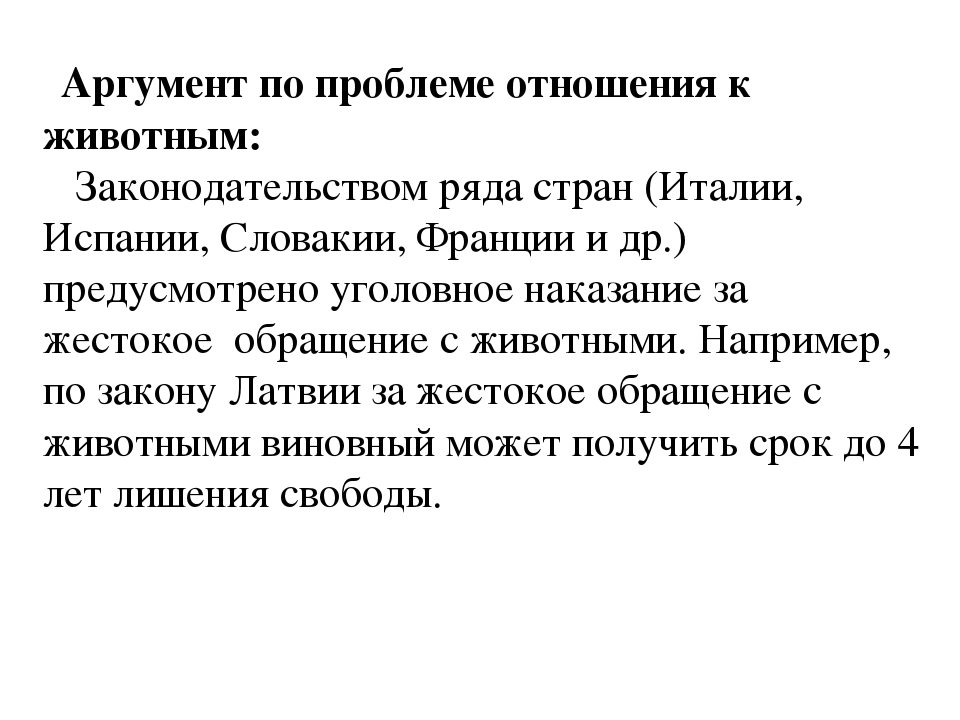 Аргумент по проблеме отношения к
животным:
Законодательством ряда стран (Италии,
Испании, Словакии, Франции и др.)
предусмотрено уголовное наказание за
жестокое обращение с животными. Например,
по закону Латвии за жестокое обращение с
животными виновный может получить срок до 4
лет лишения свободы.